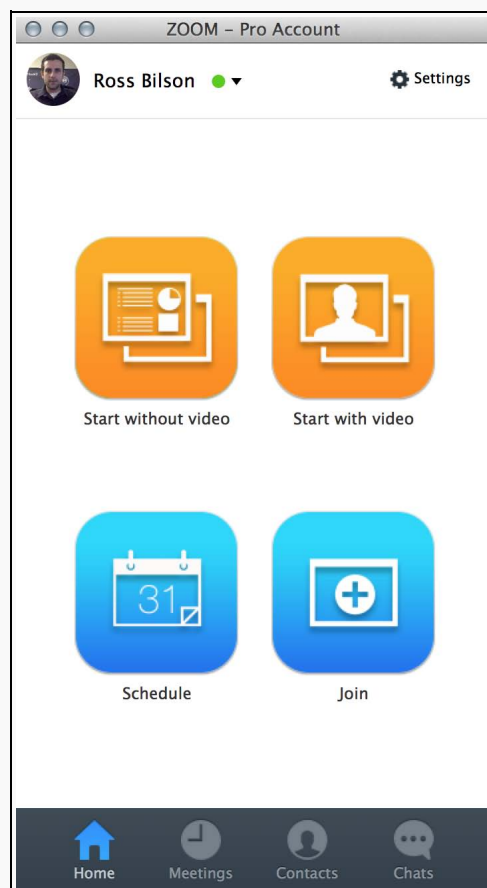 ZOOM – Pro Account
Ross Bilson
Settings
Start without video
Start with video
31
Schedule
Join
Home
Meetings
Contacts
Chats